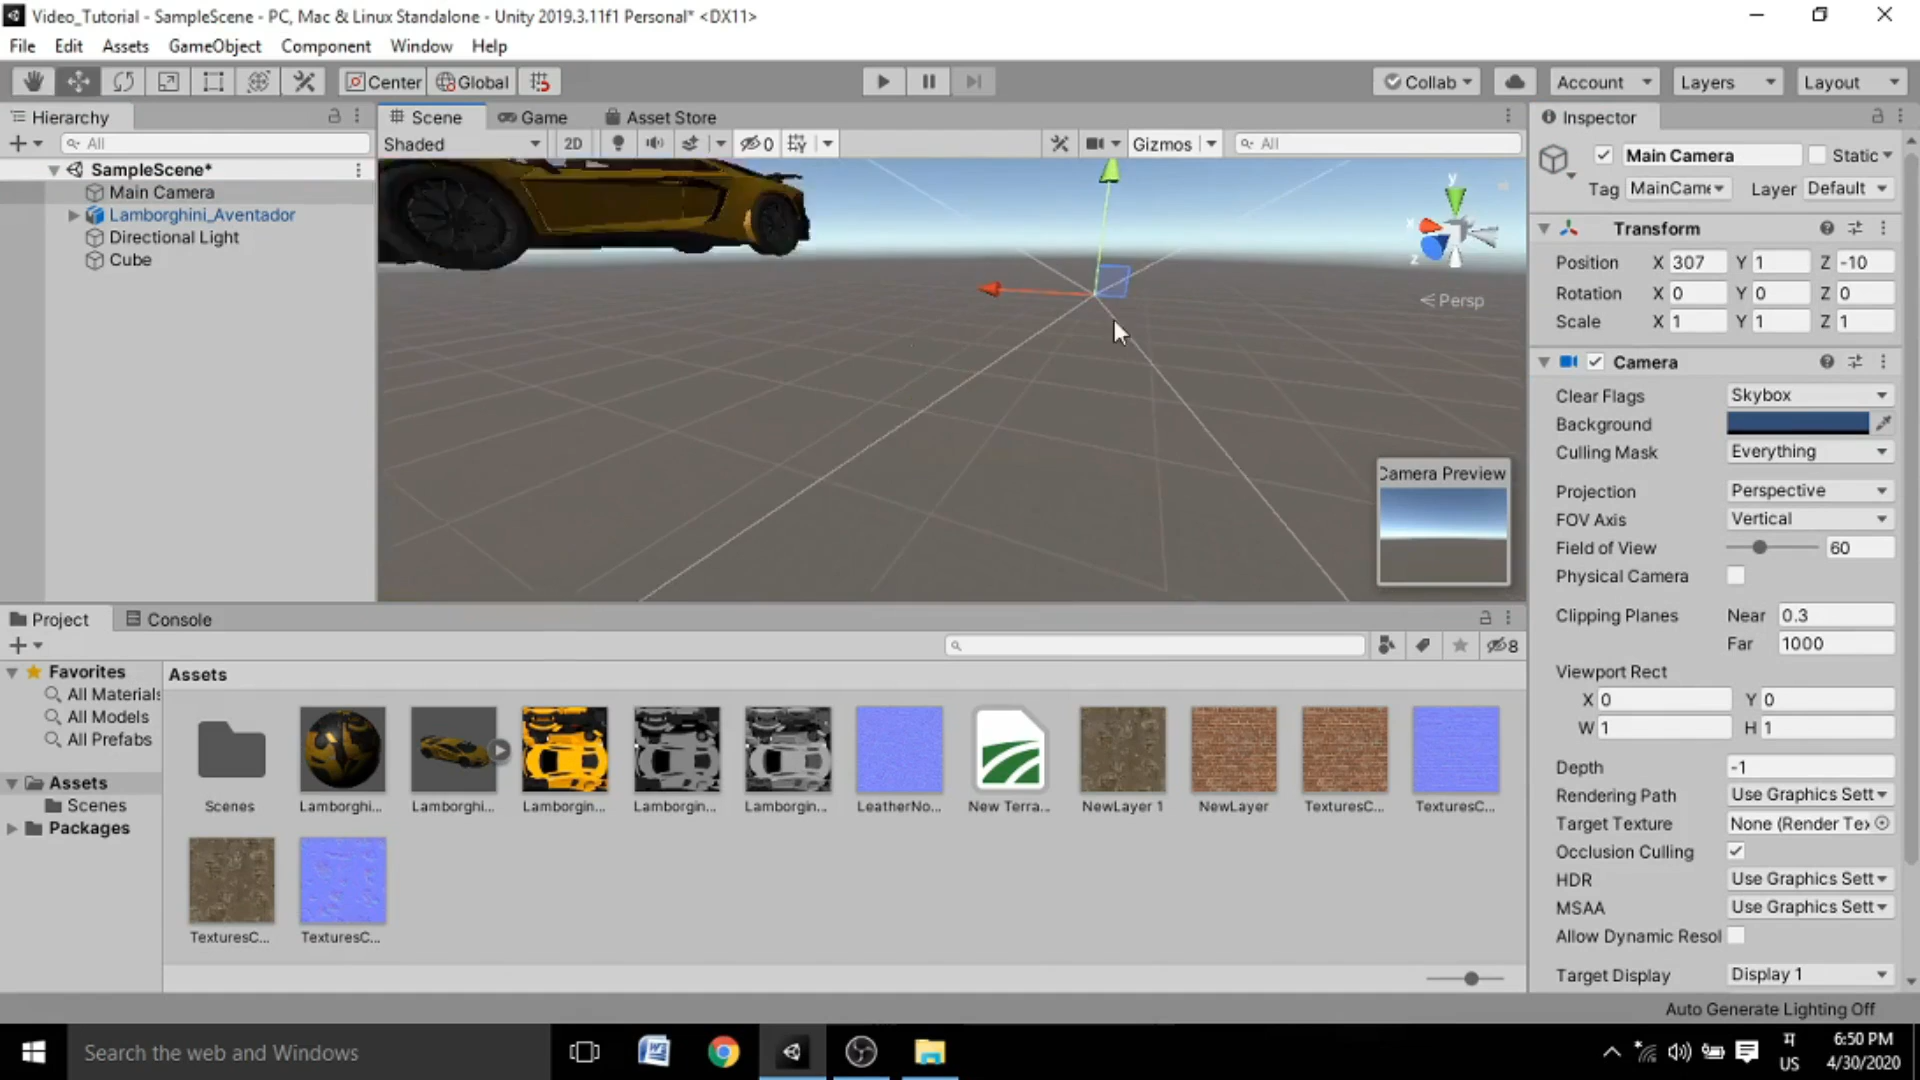 Video_Tutorial - SampleScene - PC, Mac & Linux Standalone - Unity 2019.3.11f1 Personal* <DX11>
File Edit Assets GameObject Component Window Help
Center Global Collab Account Layers Layout
Hierarchy
All
SampleScene*
Main Camera
Lamborghini_Aventador
Directional Light
Cube
Scene Game Asset Store
Shaded 2D 0 Gizmos All
y
x
z
Persp
Camera Preview
Inspector
Main Camera Static
Tag MainCame Layer Default
Transform
Position X 307 Y 1 Z -10
Rotation X 0 Y 0 Z 0
Scale X 1 Y 1 Z 1
Camera
Clear Flags Skybox
Background
Culling Mask Everything
Projection Perspective
FOV Axis Vertical
Field of View 60
Physical Camera
Clipping Planes Near 0.3
Far 1000
Viewport Rect
X 0 Y 0
W 1 H 1
Depth -1
Rendering Path Use Graphics Sett
Target Texture None (Render Tex
Occlusion Culling
HDR Use Graphics Sett
MSAA Use Graphics Sett
Allow Dynamic Resol
Target Display Display 1
Project Console
8
Favorites
All Materials
All Models
All Prefabs
Assets
Scenes
Packages
Assets
Scenes Lamborghi... Lamborghi... Lamborgin... Lamborgin... Lamborgin... LeatherNo... New Terra... NewLayer 1 NewLayer TexturesC... TexturesC...
TexturesC... TexturesC...
Auto Generate Lighting Off
Search the web and Windows
US
6:50 PM
4/30/2020